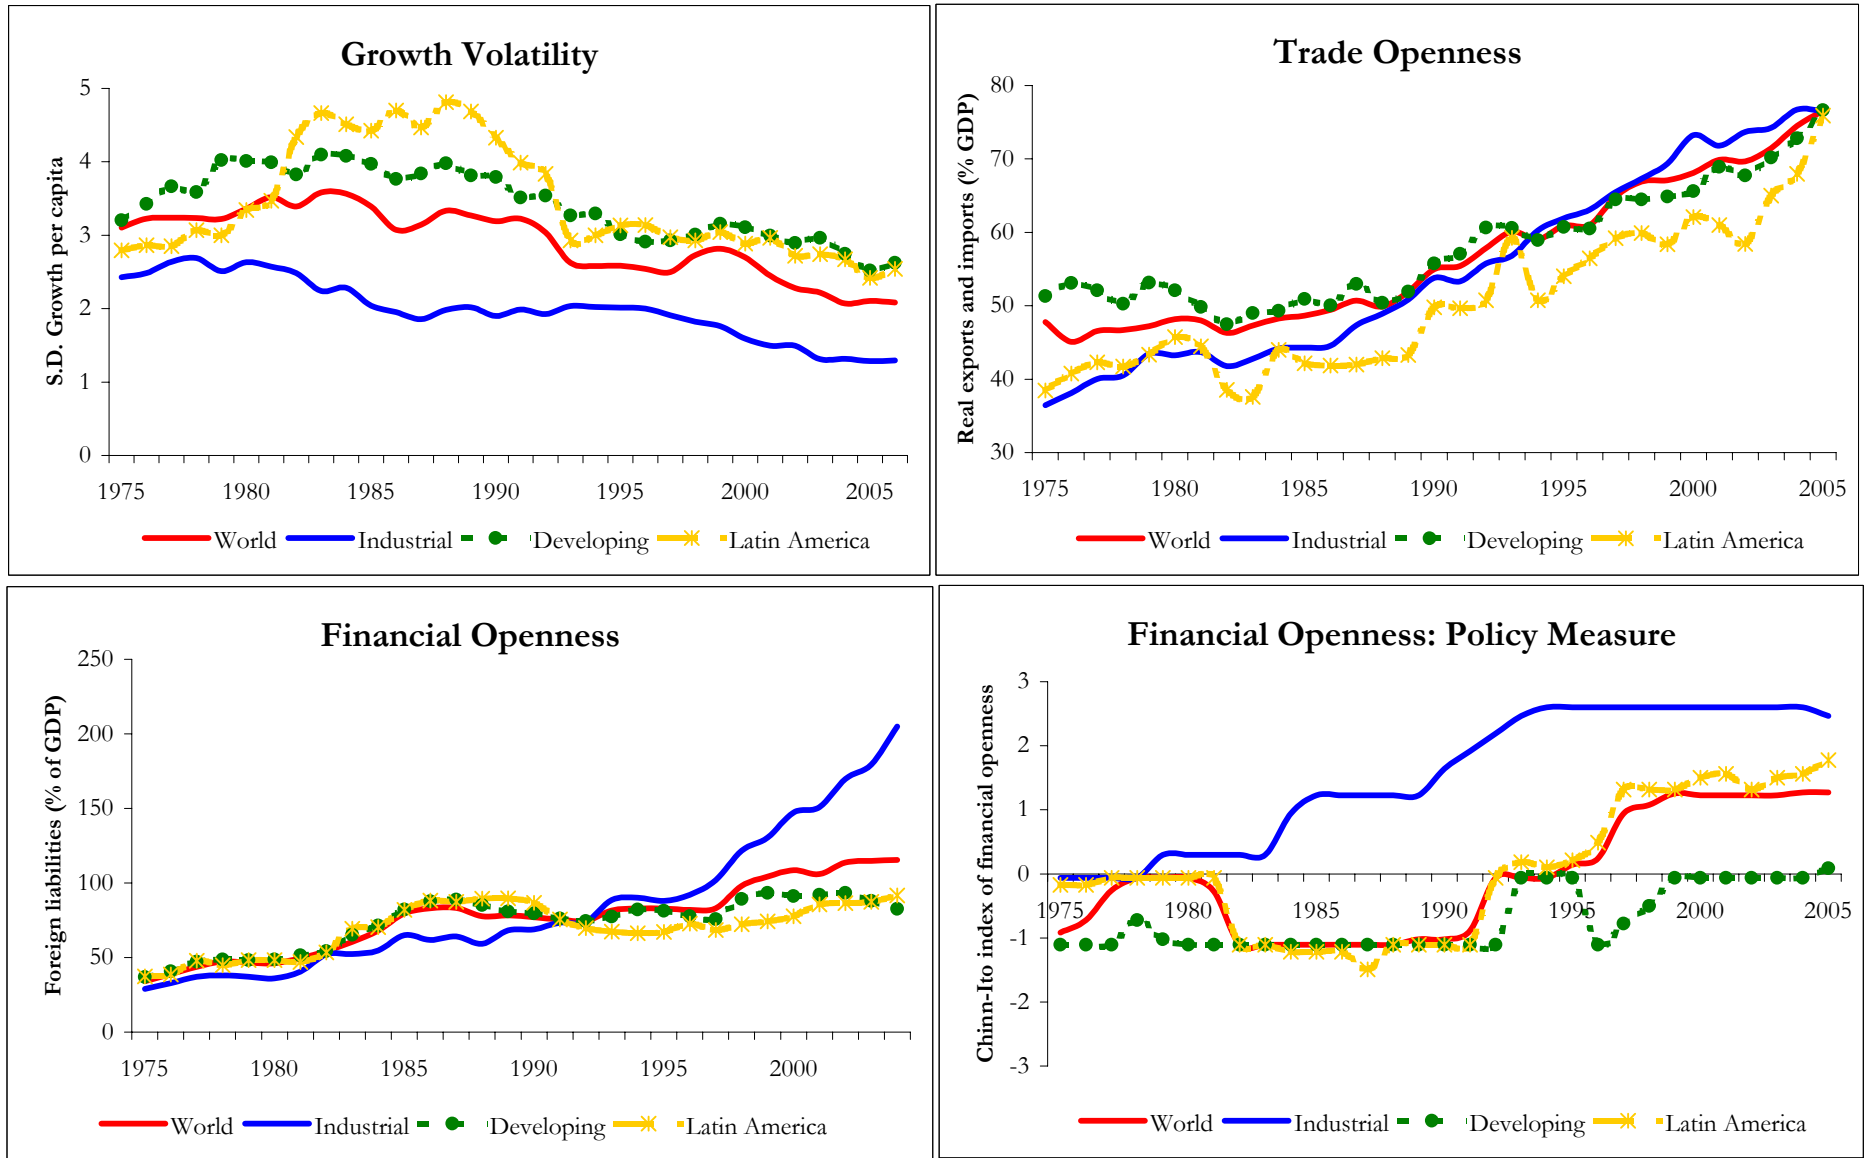 Growth Volatility
S.D. Growth per capita
5
4
3
2
1
0
1975 1980 1985 1990 1995 2000 2005
World Industrial Developing Latin America
Trade Openness
Real exports and imports (% GDP)
80
70
60
50
40
30
1975 1980 1985 1990 1995 2000 2005
World Industrial Developing Latin America
Financial Openness
Foreign liabilities (% of GDP)
250
200
150
100
50
0
1975 1980 1985 1990 1995 2000
World Industrial Developing Latin America
Financial Openness: Policy Measure
Chinn-Ito index of financial openness
3
2
1
0
1975 1980 1985 1990 1995 2000 2005
-1
-2
-3
World Industrial Developing Latin America